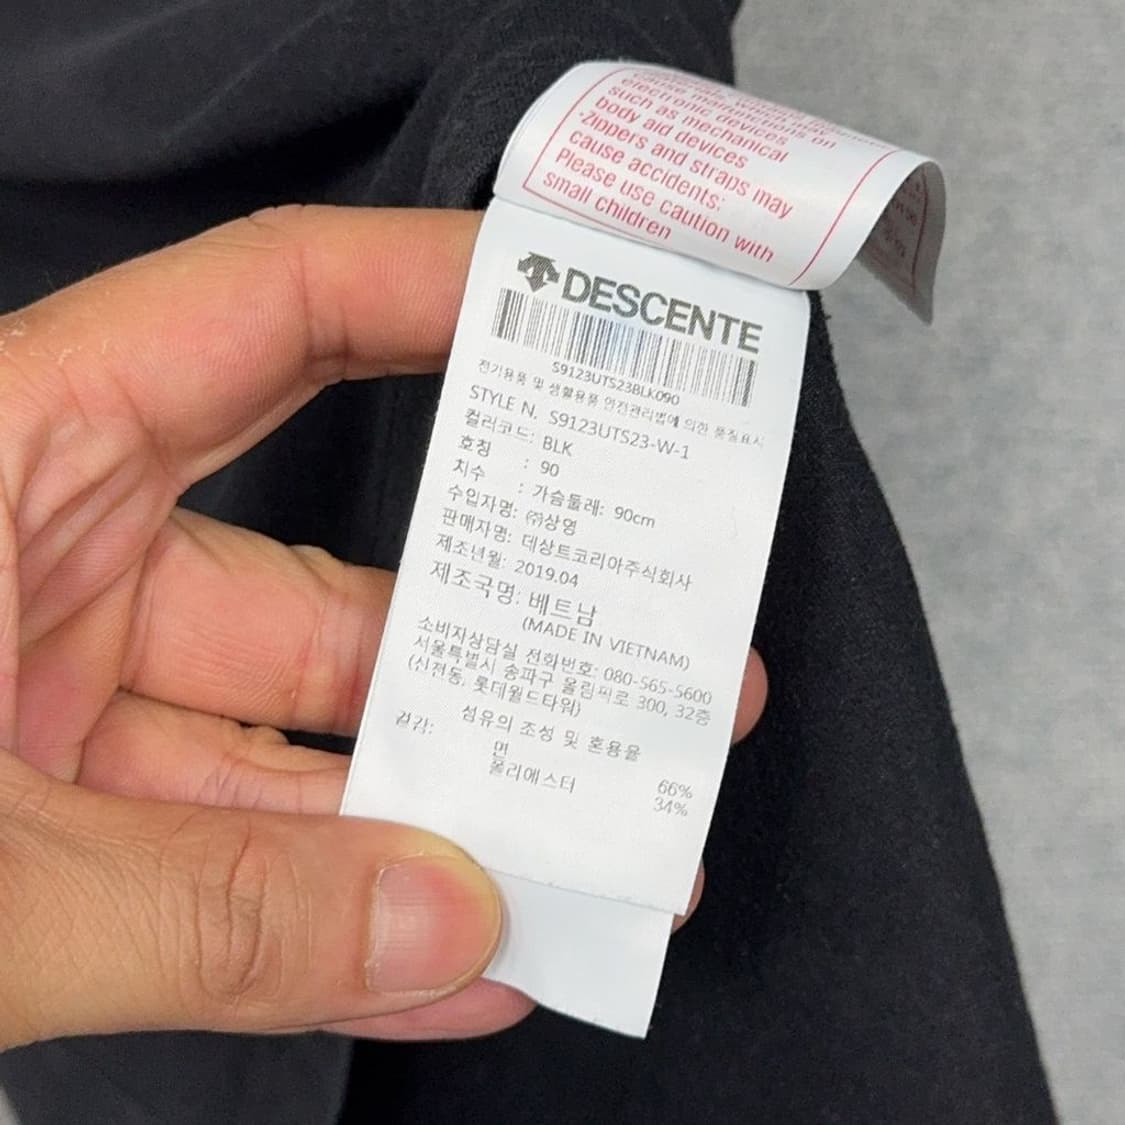 cause malfunctions on
electronic devices
such as mechanical
body aid devices
·Zippers and straps may
cause accidents;
Please use caution with
small children
DESCENTE
S9123UTS23BLK090
전기용품 및 생활용품 안전관리법에 의한 품질표시
STYLE N. S9123UTS23-W-1
컬러코드: BLK
호칭 : 90
치수 : 가슴둘레: 90cm
수입자명: ㈜상영
판매자명: 데상트코리아주식회사
제조년월: 2019.04
제조국명: 베트남
(MADE IN VIETNAM)
소비자상담실 전화번호: 080-565-5600
서울특별시 송파구 올림픽로 300, 32층
(신천동, 롯데월드타워)
섬유의 조성 및 혼용율
겉감: 면 66%
폴리에스터 34%